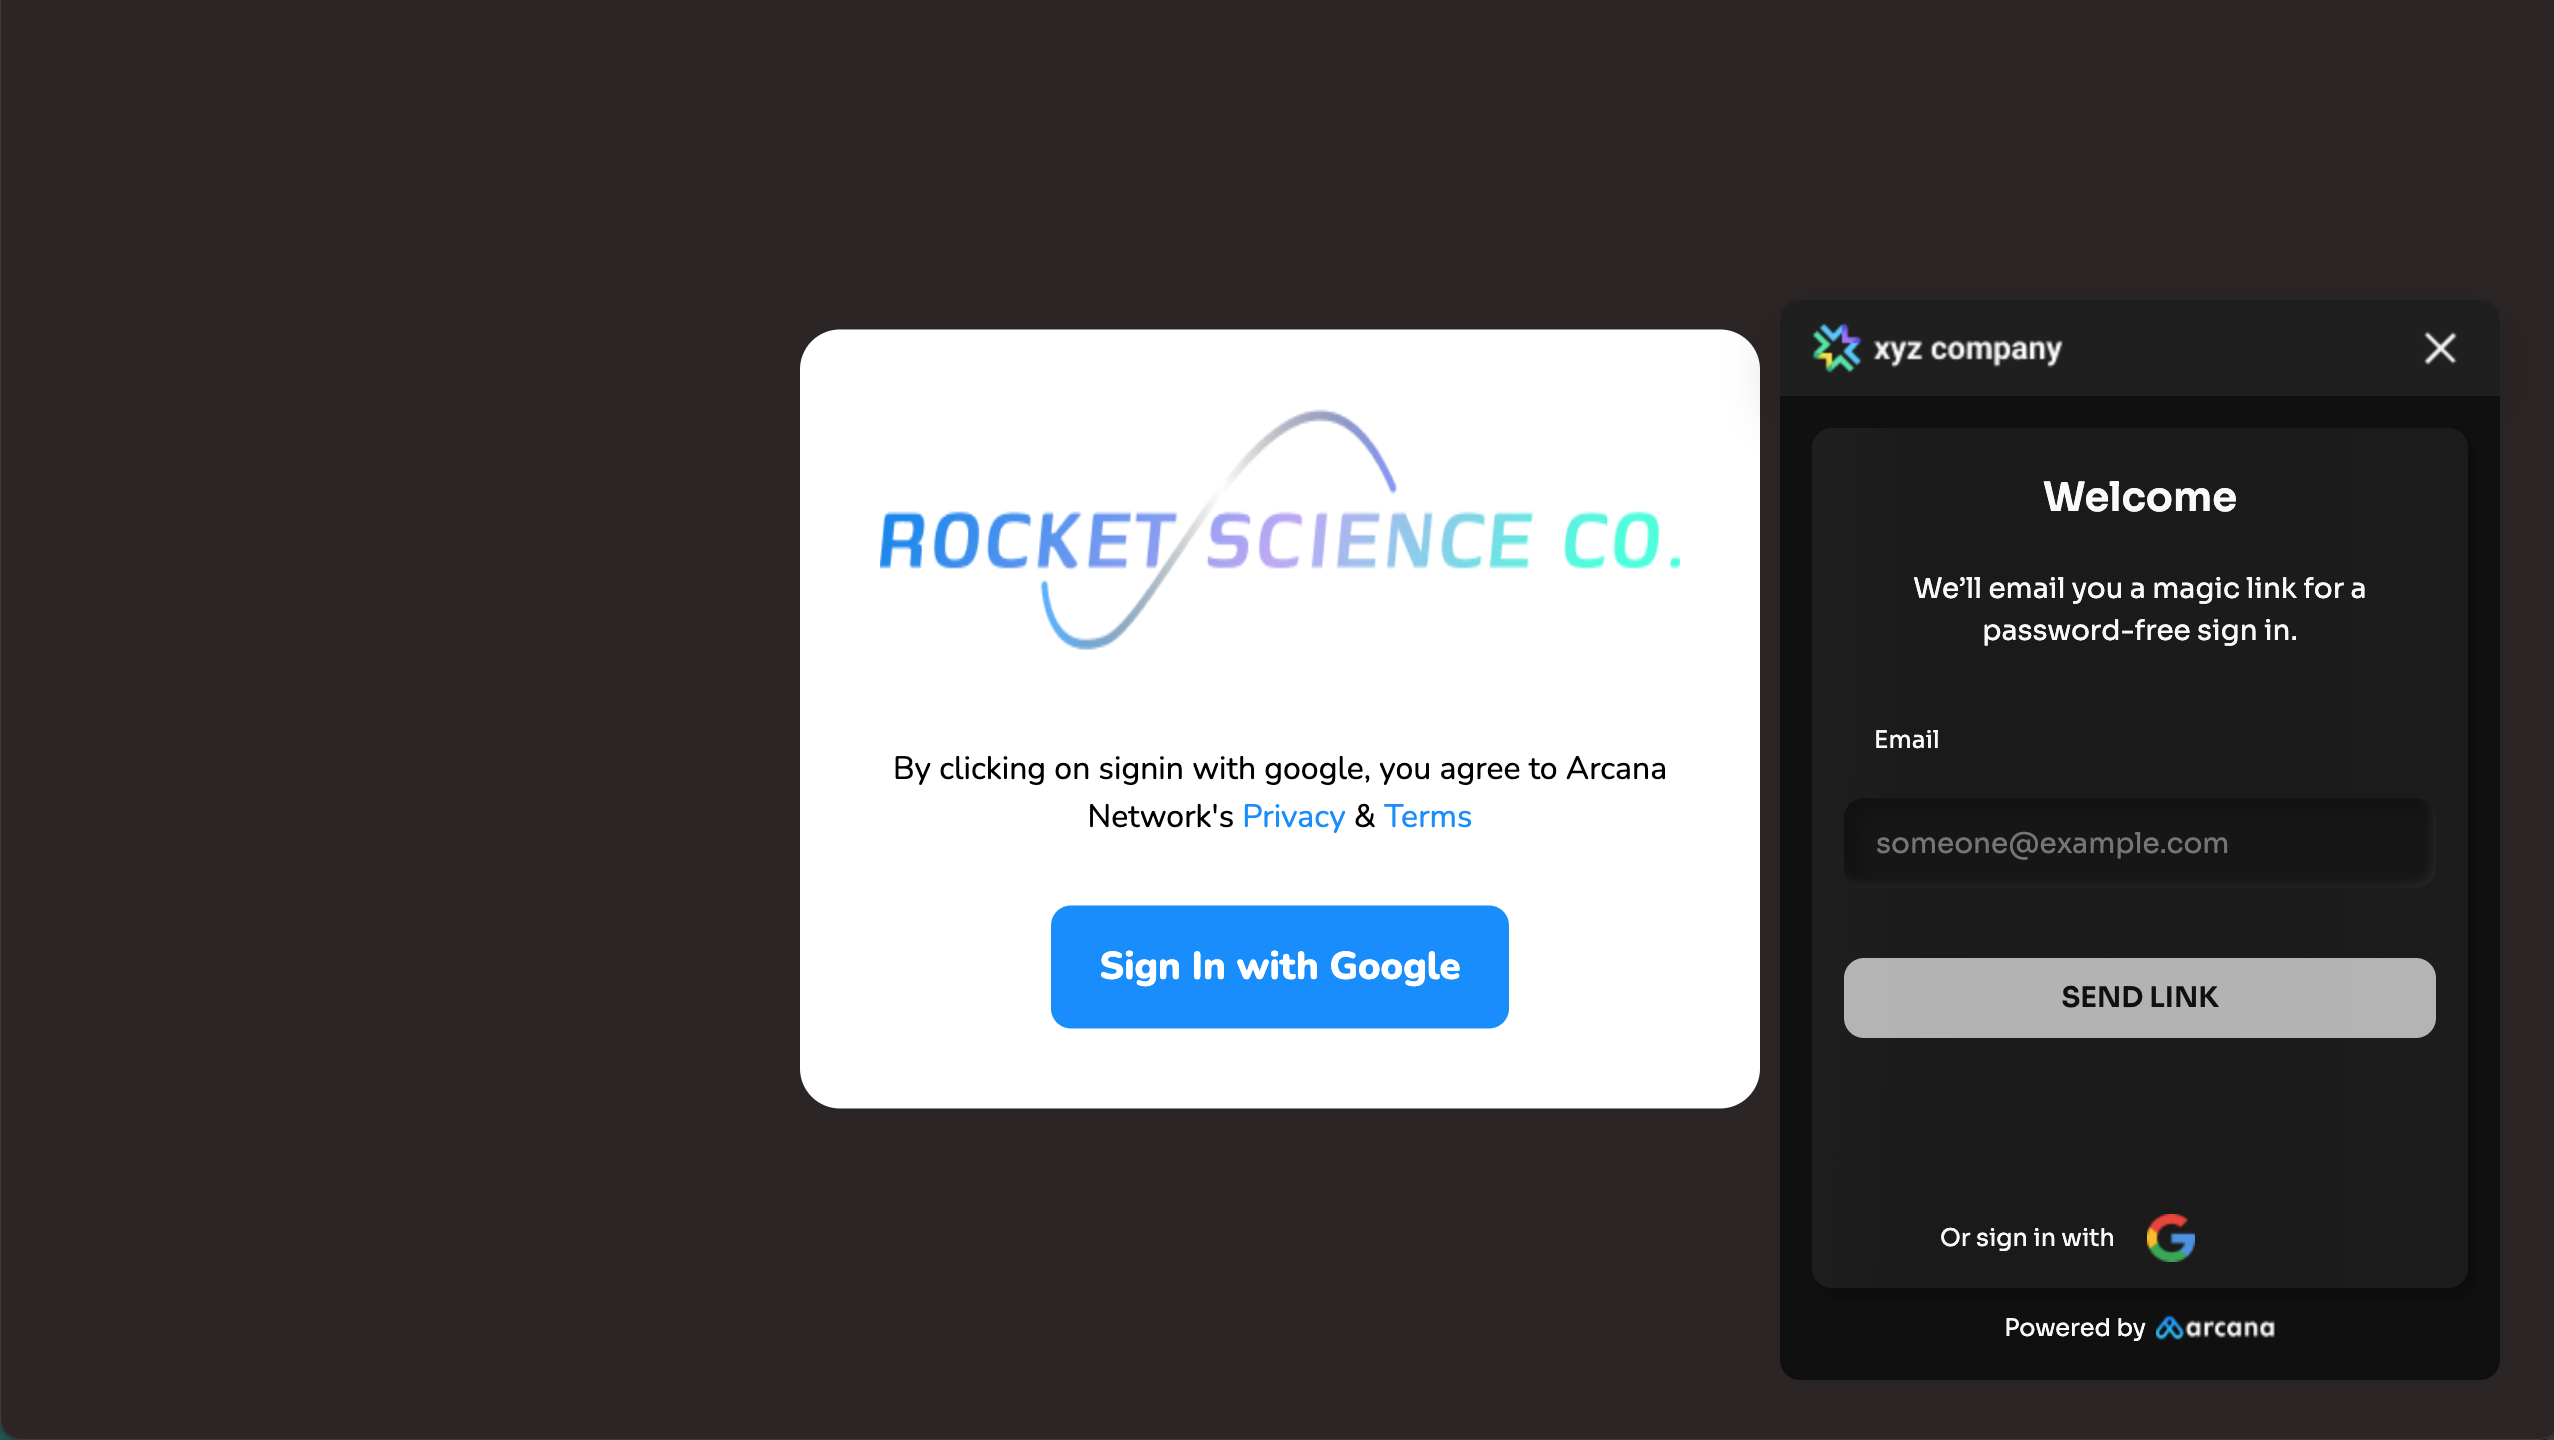 ROCKET SCIENCE CO.
By clicking on signin with google, you agree to Arcana
Network's Privacy & Terms
Sign In with Google
xyz company
Welcome
We’ll email you a magic link for a
password-free sign in.
Email
someone@example.com
SEND LINK
Or sign in with
Powered by arcana